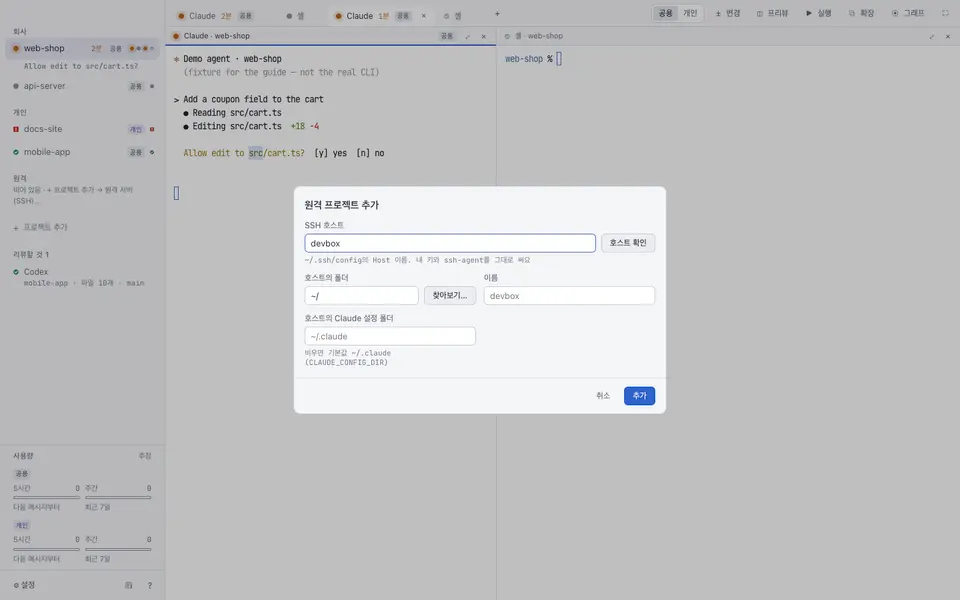 회사
web-shop 2분 공용
Allow edit to src/cart.ts?
api-server 공용
개인
docs-site 개인
mobile-app 공용
원격
비어 있음 · + 프로젝트 추가 → 원격 서버
(SSH)…
+ 프로젝트 추가
리뷰할 것 1
Codex
mobile-app · 파일 10개 · main
사용량 추정
공용
5시간 0 주간 0
다음 메시지부터 최근 7일
개인
5시간 0 주간 0
다음 메시지부터 최근 7일
설정 ?
Claude 2분 공용
셸
Claude 1분 공용 ×
셸
+
공용 개인 ± 변경 프리뷰 실행 확장 그래프
Claude · web-shop 공용 ×
셸 · web-shop ×
Demo agent · web-shop
(fixture for the guide — not the real CLI)
> Add a coupon field to the cart
● Reading src/cart.ts
● Editing src/cart.ts +18 -4
Allow edit to src/cart.ts? [y] yes [n] no
web-shop %
원격 프로젝트 추가
SSH 호스트
devbox 호스트 확인
~/.ssh/config의 Host 이름. 내 키와 ssh-agent를 그대로 써요
호스트의 폴더 이름
~/ 찾아보기… devbox
호스트의 Claude 설정 폴더
~/.claude
비우면 기본값 ~/.claude
(CLAUDE_CONFIG_DIR)
취소 추가